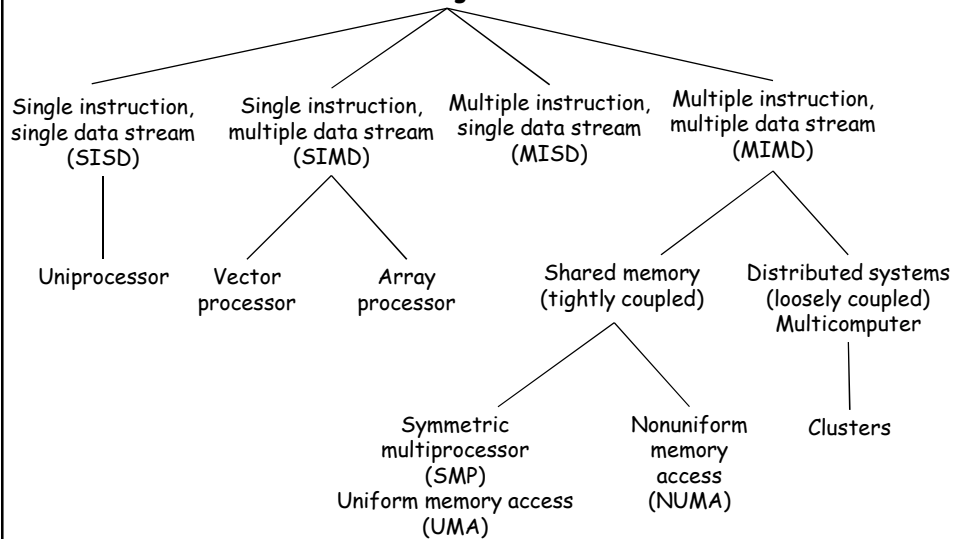 Single instruction,
single data stream
(SISD)
Single instruction,
multiple data stream
(SIMD)
Multiple instruction,
single data stream
(MISD)
Multiple instruction,
multiple data stream
(MIMD)
Uniprocessor
Vector
processor
Array
processor
Shared memory
(tightly coupled)
Distributed systems
(loosely coupled)
Multicomputer
Symmetric
multiprocessor
(SMP)
Uniform memory access
(UMA)
Nonuniform
memory
access
(NUMA)
Clusters